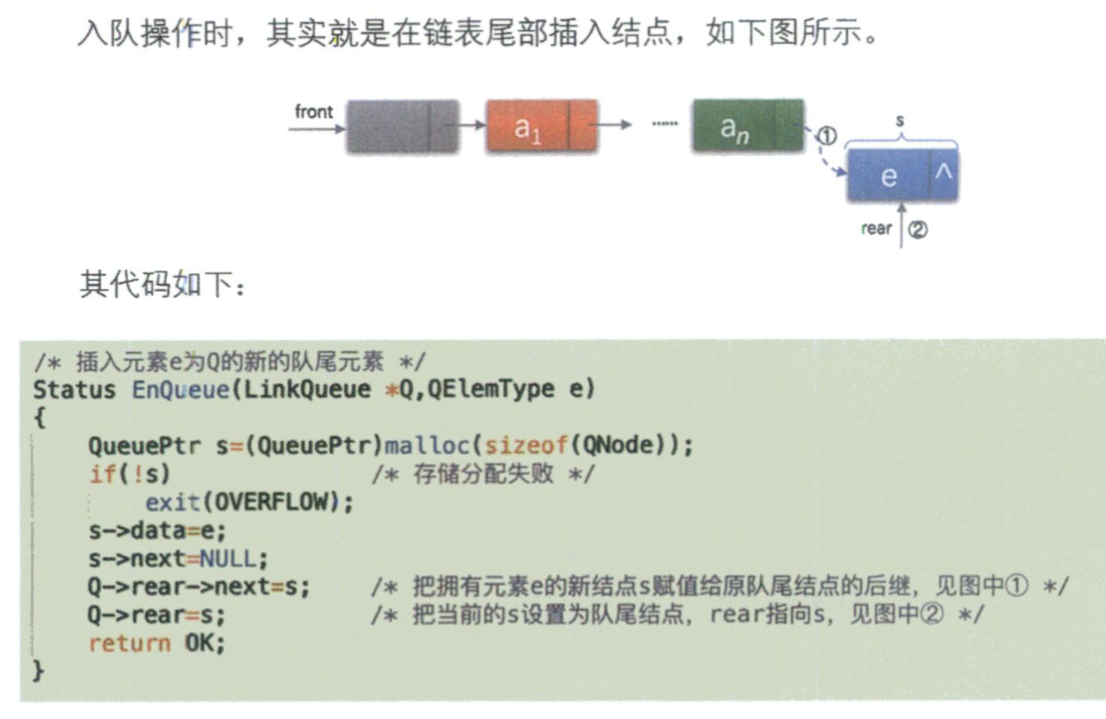 入队操作时，其实就是在链表尾部插入结点，如下图所示。
front
a1
……
an
①
s
e
^
rear
②
其代码如下：
/* 插入元素e为Q的新的队尾元素 */
Status EnQueue(LinkQueue *Q,QElemType e)
{
    QueuePtr s=(QueuePtr)malloc(sizeof(QNode));
    if(!s)                 /* 存储分配失败 */
        exit(OVERFLOW);
    s->data=e;
    s->next=NULL;
    Q->rear->next=s;       /* 把拥有元素e的新结点s赋值给原队尾结点的后继，见图中① */
    Q->rear=s;             /* 把当前的s设置为队尾结点，rear指向s，见图中② */
    return OK;
}